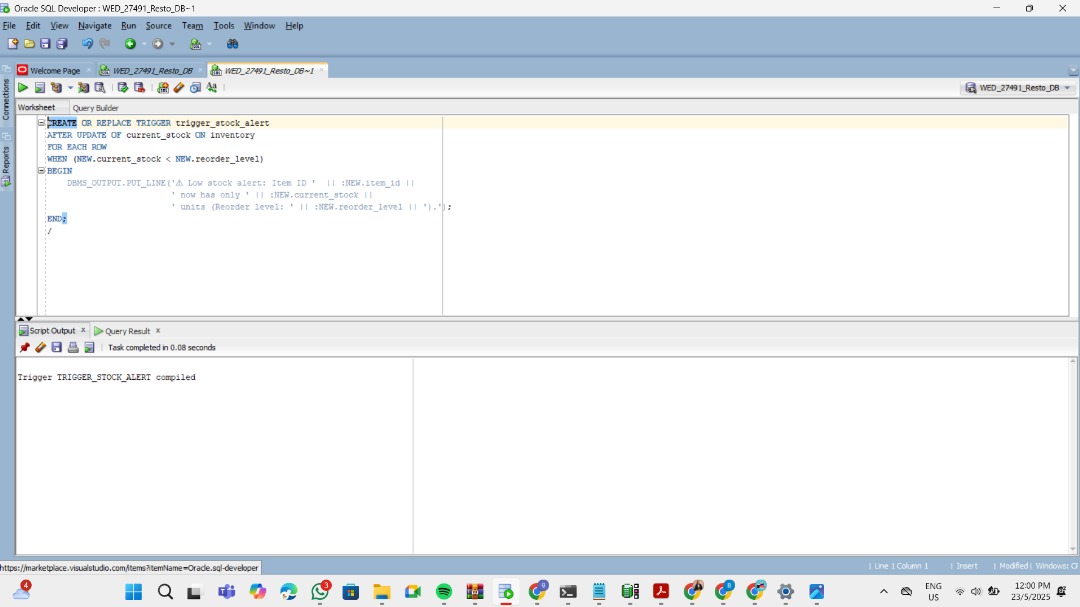 Oracle SQL Developer : WED_27491_Resto_DB~1
File Edit View Navigate Run Source Team Tools Window Help
Welcome Page WED_27491_Resto_DB WED_27491_Resto_DB~1
WED_27491_Resto_DB
Connections
Reports
Worksheet Query Builder
CREATE OR REPLACE TRIGGER trigger_stock_alert
AFTER UPDATE OF current_stock ON inventory
FOR EACH ROW
WHEN (NEW.current_stock < NEW.reorder_level)
BEGIN
DBMS_OUTPUT.PUT_LINE('⚠ Low stock alert: Item ID ' || :NEW.item_id ||
' now has only ' || :NEW.current_stock ||
' units (Reorder level: ' || :NEW.reorder_level || ').');
END;
/
Script Output x Query Result x
Task completed in 0.08 seconds
Trigger TRIGGER_STOCK_ALERT compiled
https://marketplace.visualstudio.com/items?itemName=Oracle.sql-developer
Line 1 Column 1 | Insert | Modified | Windows: C
4
3
ENG
US
12:00 PM
23/5/2025